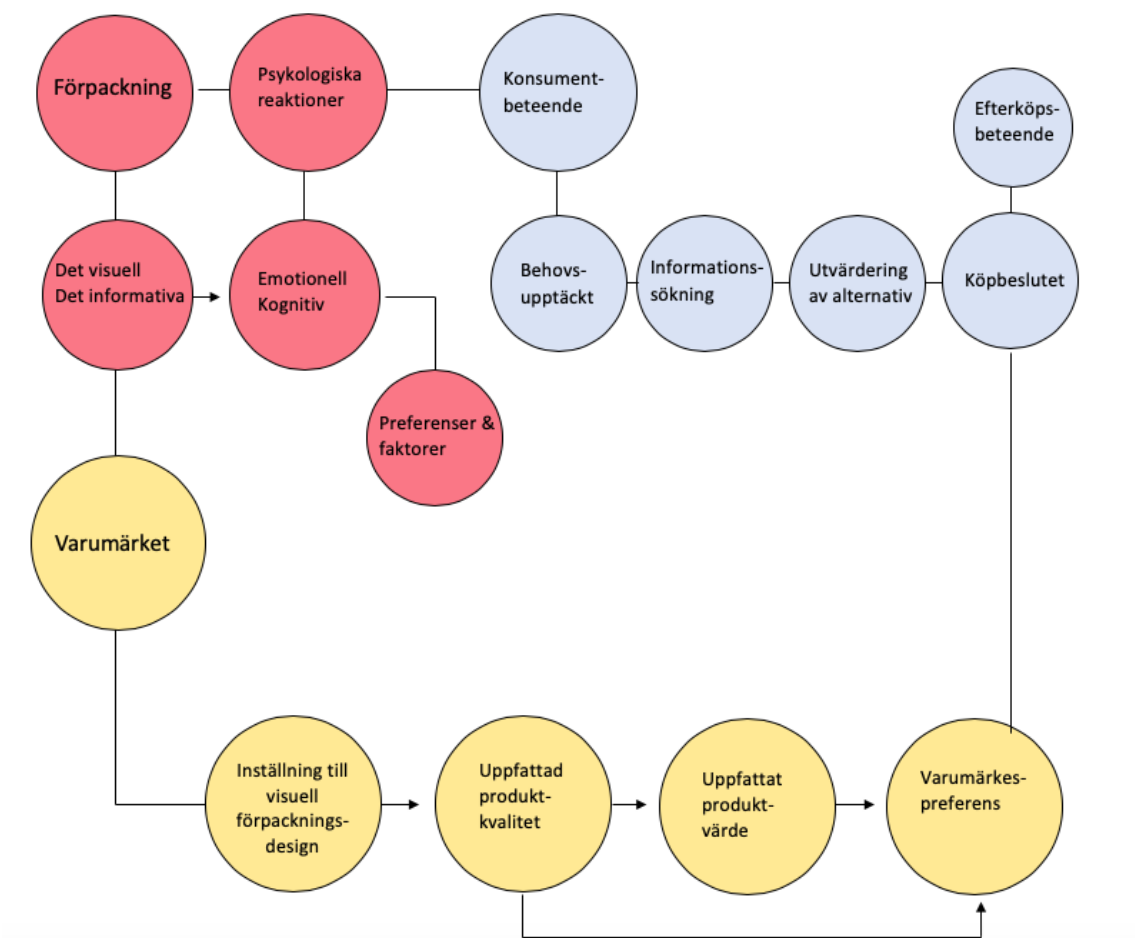 Förpackning
Psykologiska
reaktioner
Konsument-
beteende
Efterköps-
beteende
Det visuell
Det informativa
Emotionell
Kognitiv
Behovs-
upptäckt
Informations-
sökning
Utvärdering
av alternativ
Köpbeslutet
Preferenser &
faktorer
Varumärket
Inställning till
visuell
förpacknings-
design
Uppfattad
produkt-
kvalitet
Uppfattat
produkt-
värde
Varumärkes-
preferens